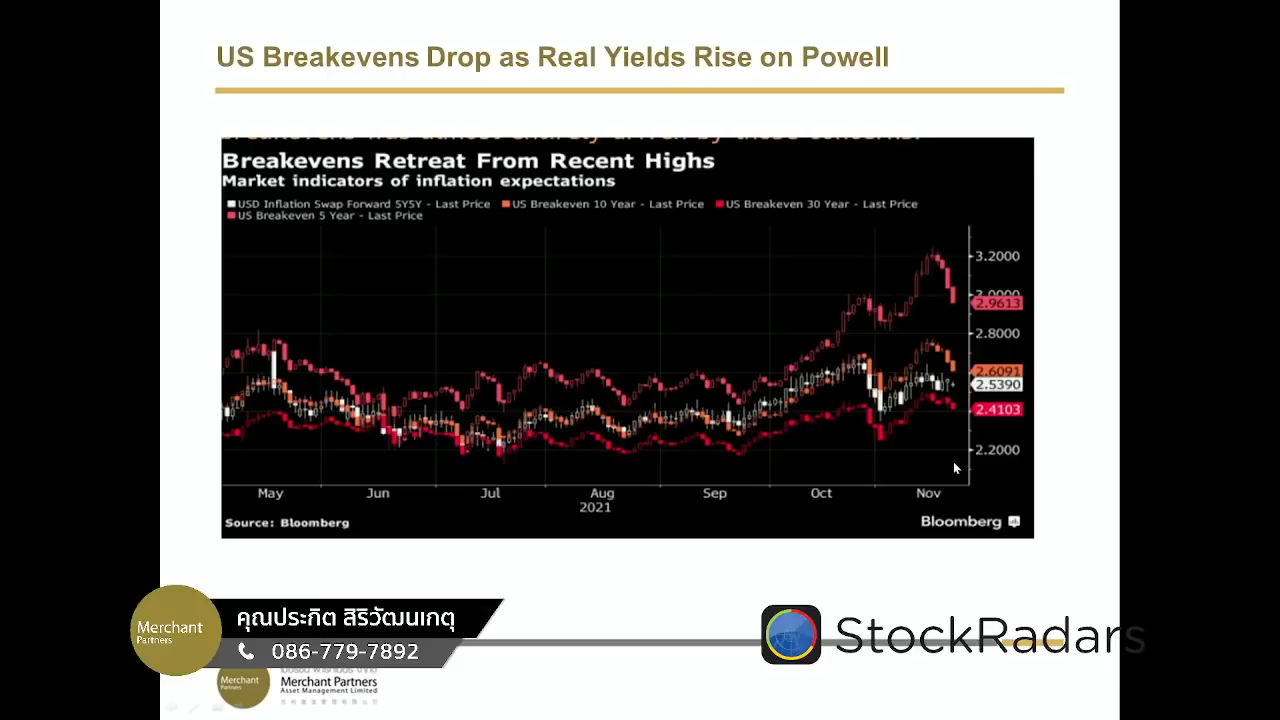 US Breakevens Drop as Real Yields Rise on Powell
Breakevens Retreat From Recent Highs
Market indicators of inflation expectations
USD Inflation Swap Forward 5Y5Y - Last Price US Breakeven 10 Year - Last Price US Breakeven 30 Year - Last Price
US Breakeven 5 Year - Last Price
3.2000
3.0000
2.9613
2.8000
2.6091
2.5390
2.4103
2.2000
May Jun Jul Aug Sep Oct Nov
2021
Source: Bloomberg
Bloomberg
Merchant
Partners
คุณประกิต สิริวัฒนเกตุ
086-779-7892
StockRadars
Merchant
Partners
Merchant Partners
Asset Management Limited